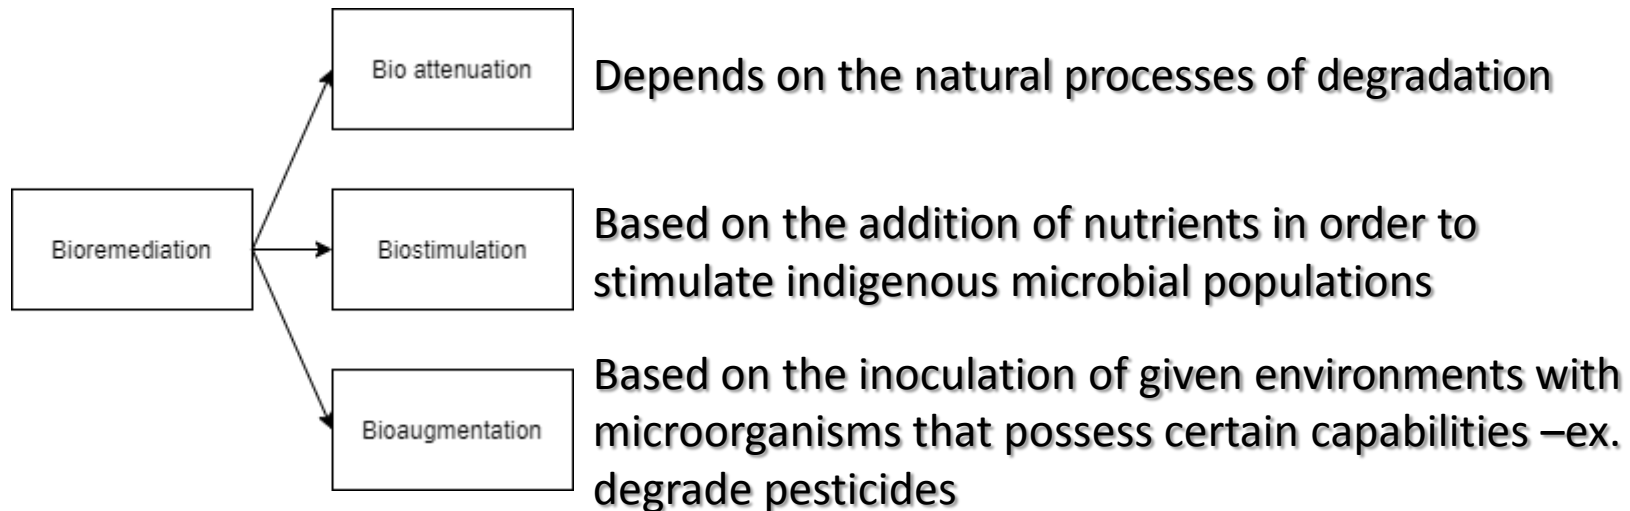 Bio attenuation
Depends on the natural processes of degradation
Bioremediation
Biostimulation
Based on the addition of nutrients in order to
stimulate indigenous microbial populations
Bioaugmentation
Based on the inoculation of given environments with
microorganisms that possess certain capabilities –ex.
degrade pesticides